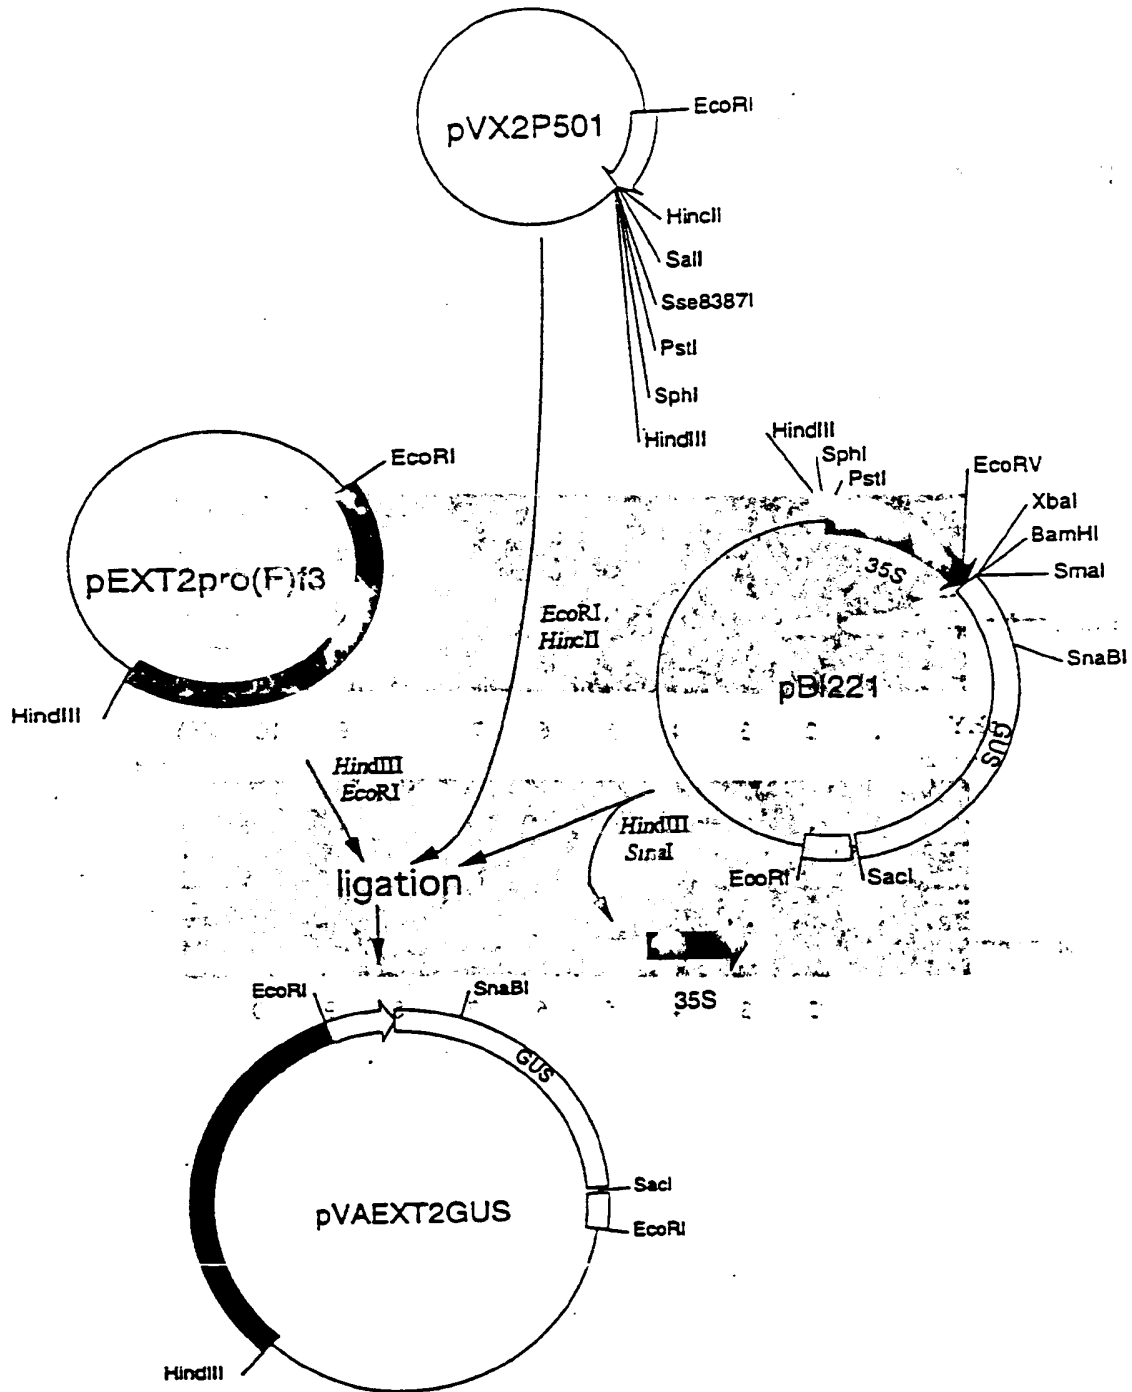 pVX2P501
EcoRI
HincII
SalI
Sse8387I
PstI
SphI
HindIII
EcoRI
pEXT2pro(F)f3
HindIII
HindIII
SphI
PstI
EcoRV
XbaI
BamHI
SmaI
35S
SnaBI
pBI221
GUS
EcoRI
SacI
EcoRI
HincII
HindIII
EcoRI
HindIII
SmaI
ligation
35S
EcoRI
SnaBI
GUS
SacI
EcoRI
pVAEXT2GUS
HindIII